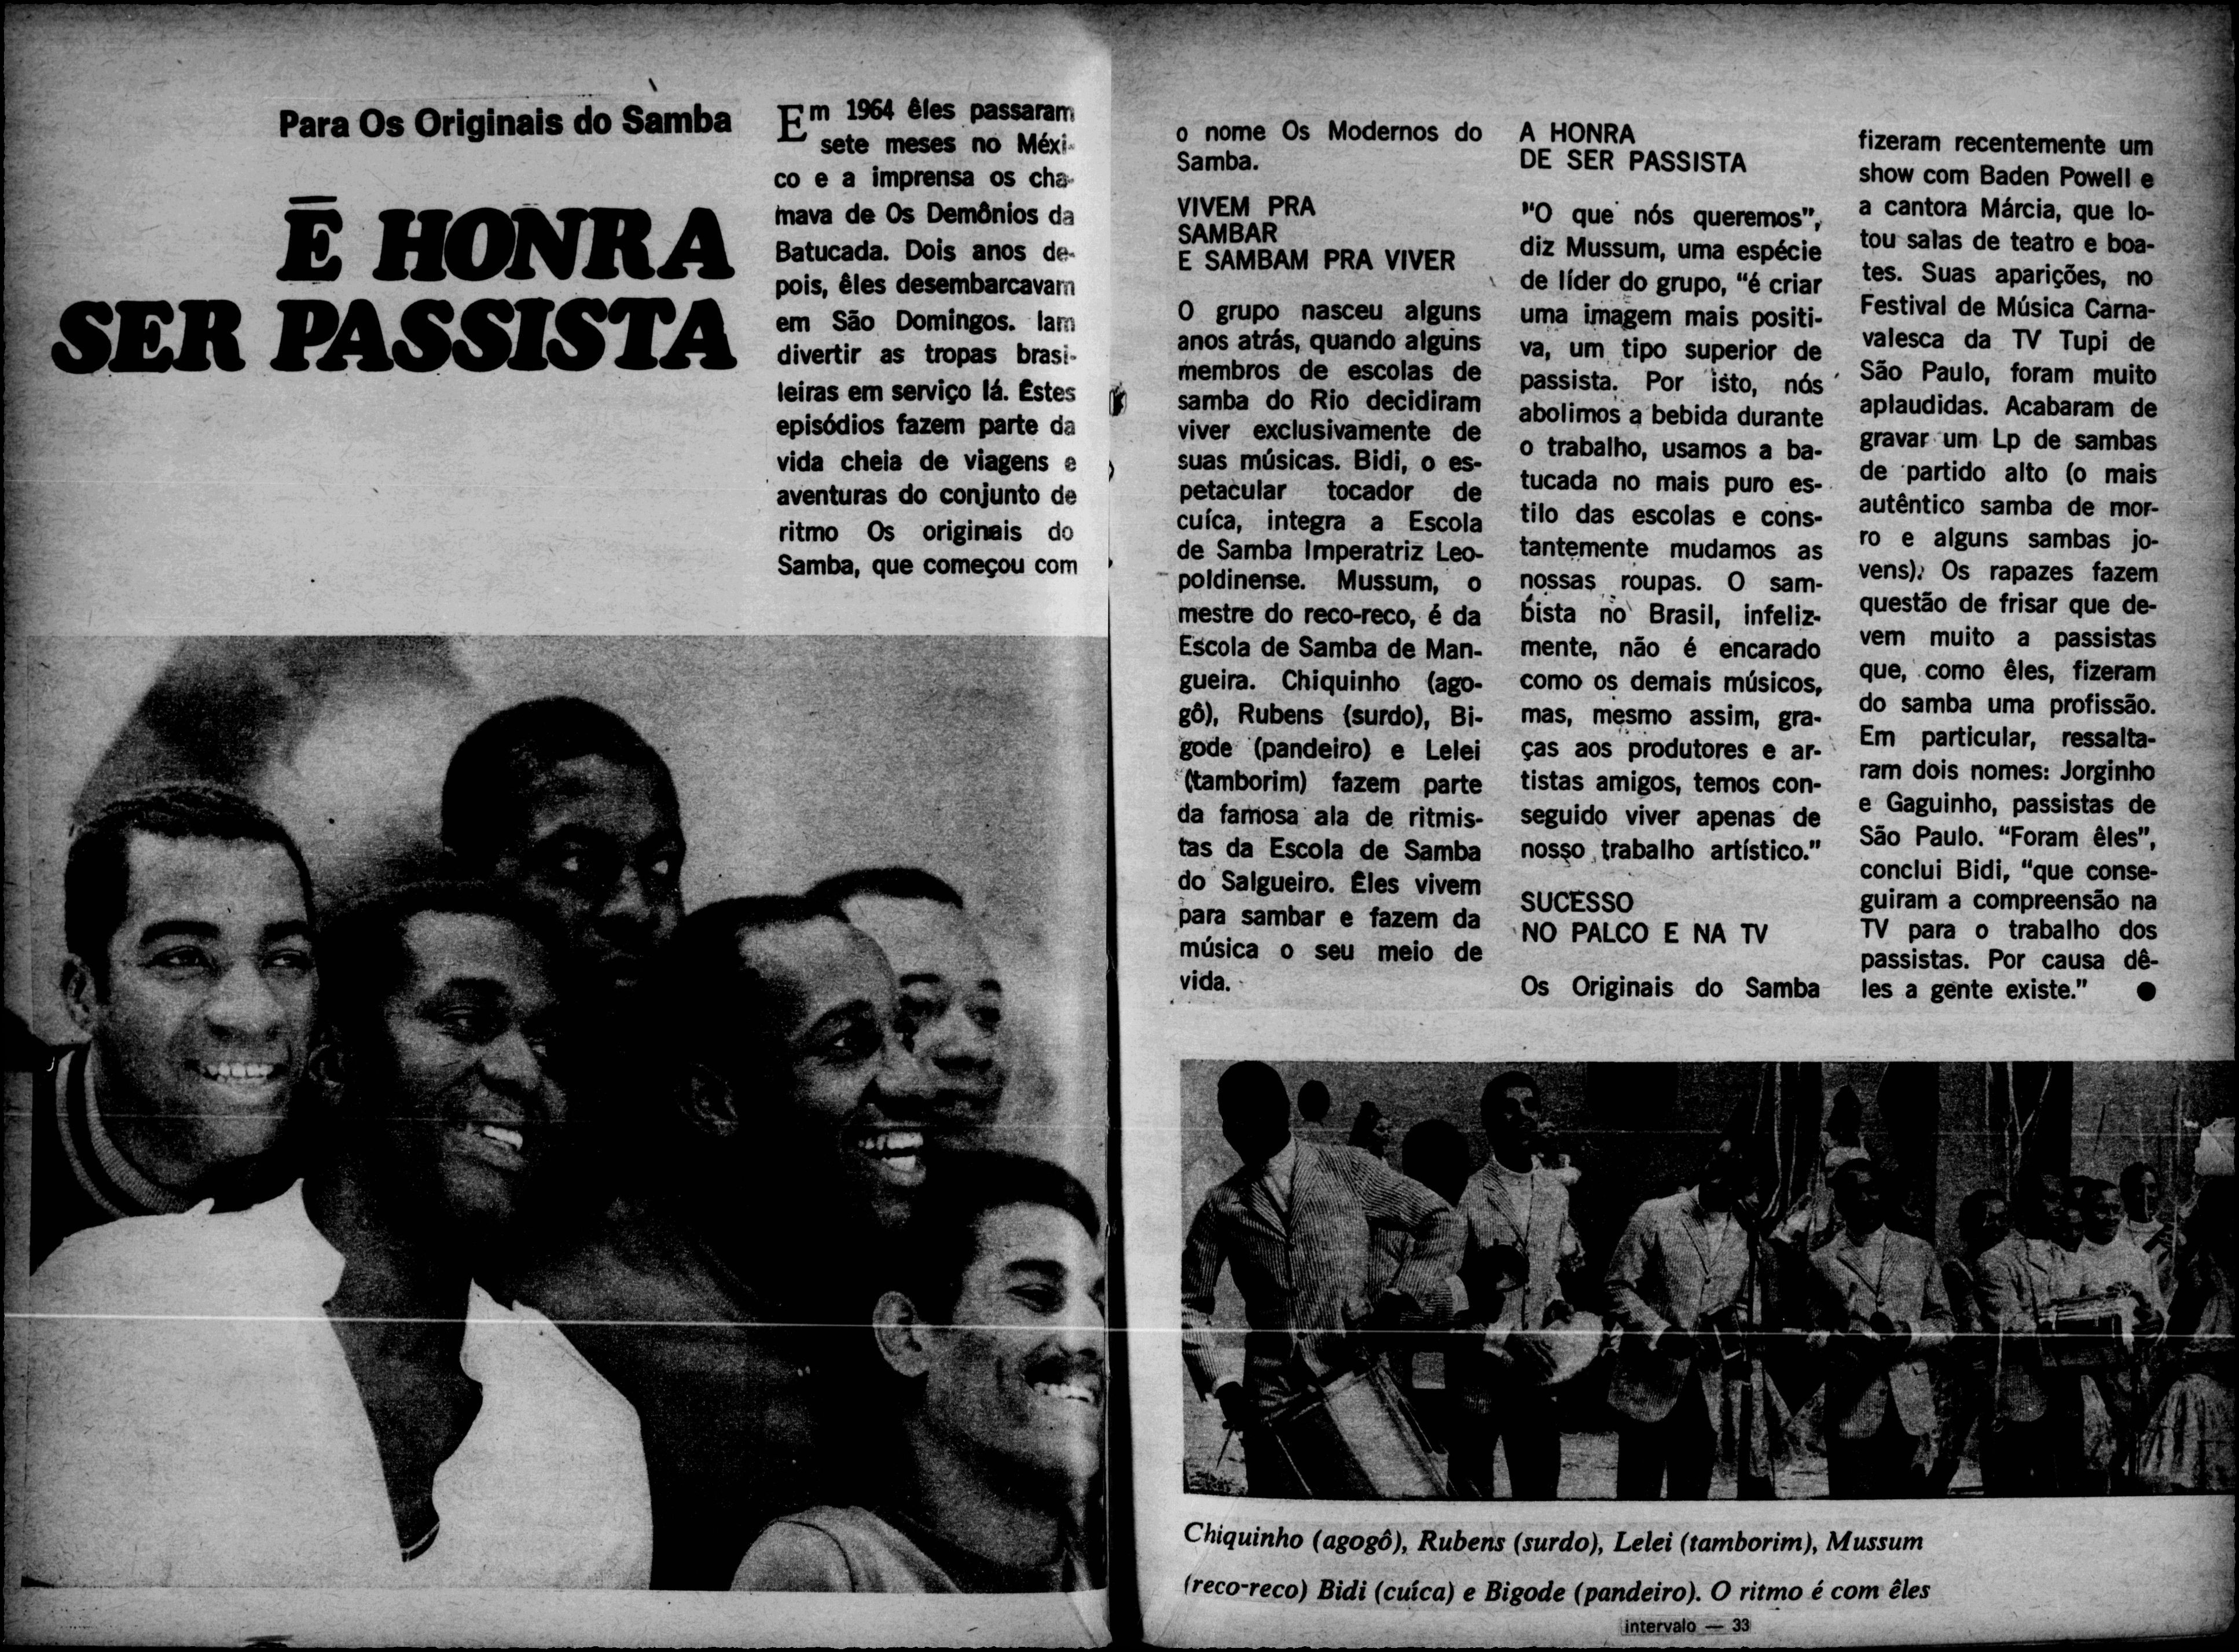 Para Os Originais do Samba
É HONRA
SER PASSISTA
Em 1964 êles passaram
sete meses no Méxi-
co e a imprensa os cha-
mava de Os Demônios da
Batucada. Dois anos de-
pois, êles desembarcavam
em São Domingos. Iam
divertir as tropas brasi-
leiras em serviço lá. Êstes
episódios fazem parte da
vida cheia de viagens e
aventuras do conjunto de
ritmo Os originais do
Samba, que começou com
o nome Os Modernos do
Samba.
VIVEM PRA
SAMBAR
E SAMBAM PRA VIVER
O grupo nasceu alguns
anos atrás, quando alguns
membros de escolas de
samba do Rio decidiram
viver exclusivamente de
suas músicas. Bidi, o es-
petacular tocador de
cuíca, integra a Escola
de Samba Imperatriz Leo-
poldinense. Mussum, o
mestre do reco-reco, é da
Escola de Samba de Man-
gueira. Chiquinho (ago-
gô), Rubens (surdo), Bi-
gode (pandeiro) e Lelei
(tamborim) fazem parte
da famosa ala de ritmis-
tas da Escola de Samba
do Salgueiro. Êles vivem
para sambar e fazem da
música o seu meio de
vida.
A HONRA
DE SER PASSISTA
"O que nós queremos",
diz Mussum, uma espécie
de líder do grupo, "é criar
uma imagem mais positi-
va, um tipo superior de
passista. Por isto, nós
abolimos a bebida durante
o trabalho, usamos a ba-
tucada no mais puro es-
tilo das escolas e cons-
tantemente mudamos as
nossas roupas. O sam-
bista no Brasil, infeliz-
mente, não é encarado
como os demais músicos,
mas, mesmo assim, gra-
ças aos produtores e ar-
tistas amigos, temos con-
seguido viver apenas de
nosso trabalho artístico."
SUCESSO
NO PALCO E NA TV
Os Originais do Samba
fizeram recentemente um
show com Baden Powell e
a cantora Márcia, que lo-
tou salas de teatro e boa-
tes. Suas aparições, no
Festival de Música Carna-
valesca da TV Tupi de
São Paulo, foram muito
aplaudidas. Acabaram de
gravar um Lp de sambas
de partido alto (o mais
autêntico samba de mor-
ro e alguns sambas jo-
vens). Os rapazes fazem
questão de frisar que de-
vem muito a passistas
que, como êles, fizeram
do samba uma profissão.
Em particular, ressalta-
ram dois nomes: Jorginho
e Gaguinho, passistas de
São Paulo. "Foram êles",
conclui Bidi, "que conse-
guiram a compreensão na
TV para o trabalho dos
passistas. Por causa dê-
les a gente existe." ●
Chiquinho (agogô), Rubens (surdo), Lelei (tamborim), Mussum
(reco-reco) Bidi (cuíca) e Bigode (pandeiro). O ritmo é com êles
intervalo — 33